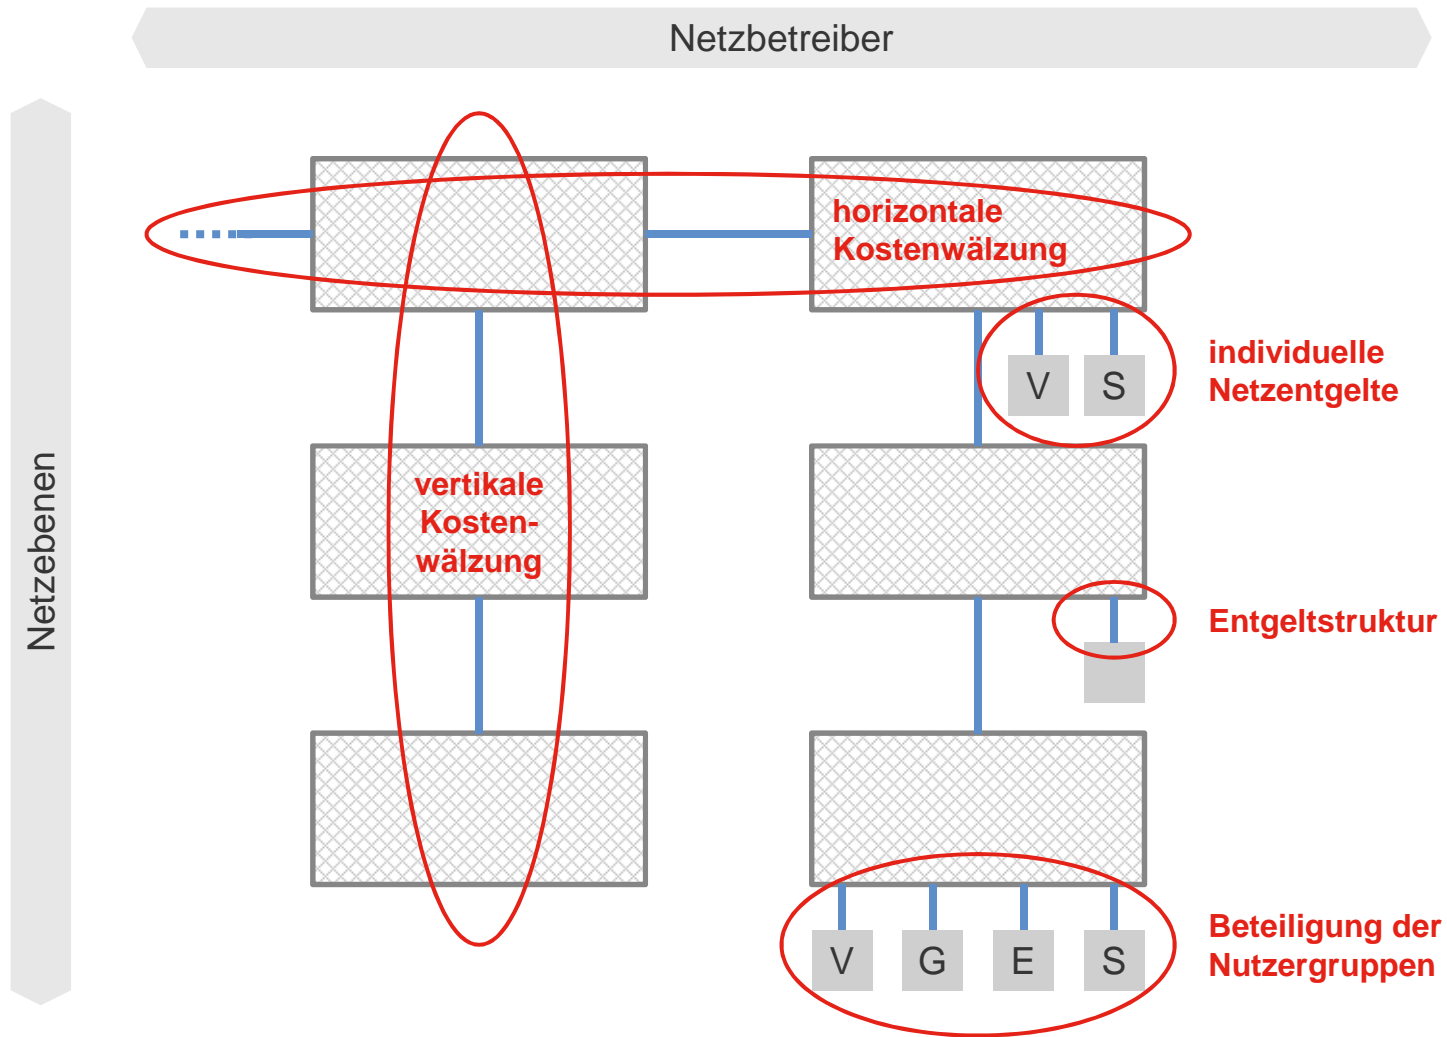 Netzbetreiber
Netzebenen
horizontale
Kostenwälzung
V S
individuelle
Netzentgelte
vertikale
Kosten-
wälzung
Entgeltstruktur
V G E S
Beteiligung der
Nutzergruppen